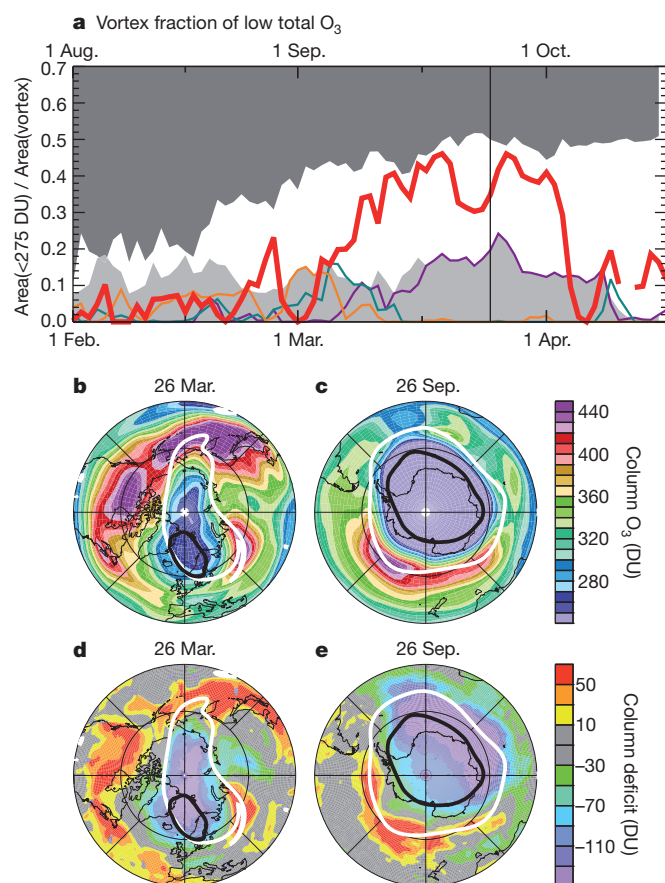 a Vortex fraction of low total O3
1 Aug. 1 Sep. 1 Oct.
0.7
0.6
0.5
0.4
0.3
0.2
0.1
0.0
Area(<275 DU) / Area(vortex)
1 Feb. 1 Mar. 1 Apr.
b 26 Mar. c 26 Sep.
440
400
360
320
280
Column O3 (DU)
d 26 Mar. e 26 Sep.
50
10
−30
−70
−110
Column deficit (DU)